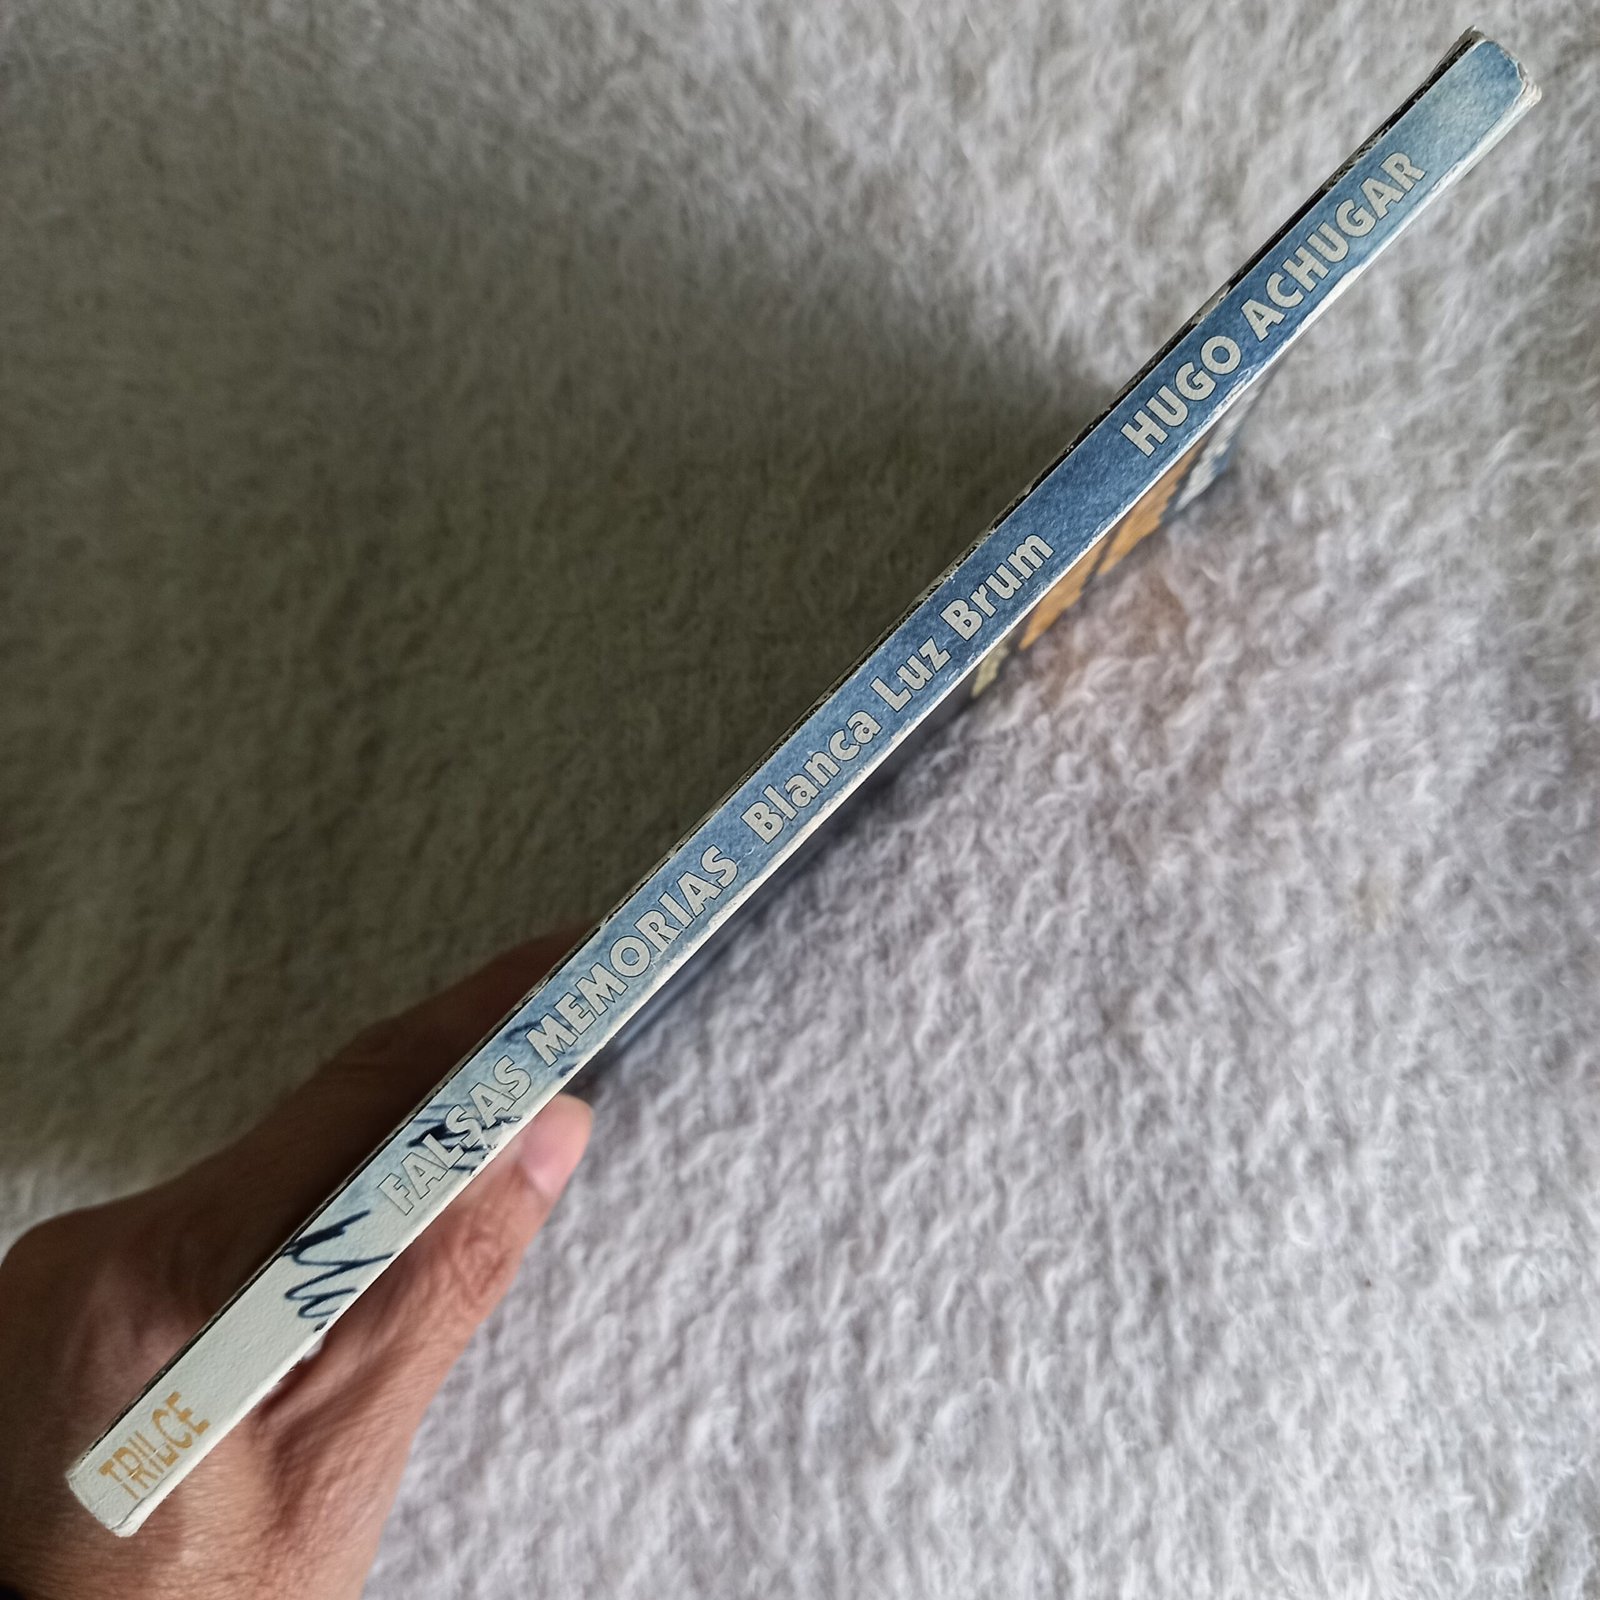 TRILCE
FALSAS MEMORIAS Blanca Luz Brum
HUGO ACHUGAR